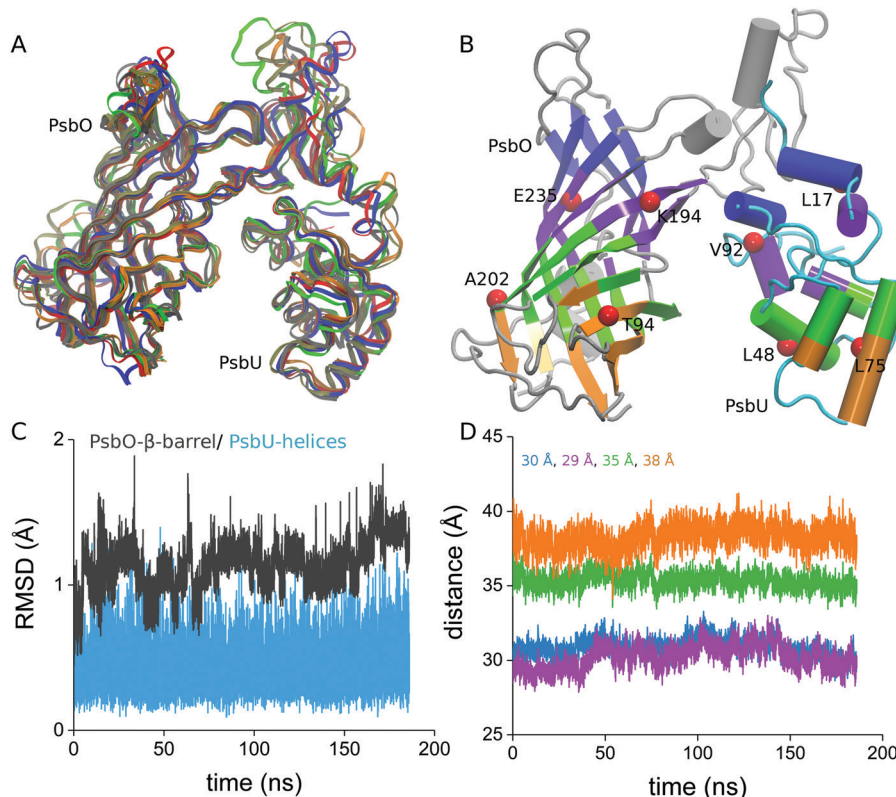 A
PsbO
PsbU
B
PsbO
E235
K194
L17
V92
A202
T94
L48
L75
PsbU
C
PsbO-β-barrel/ PsbU-helices
RMSD (Å)
2
1
0
0
50
100
150
200
time (ns)
D
30 Å, 29 Å, 35 Å, 38 Å
distance (Å)
45
40
35
30
25
0
50
100
150
200
time (ns)